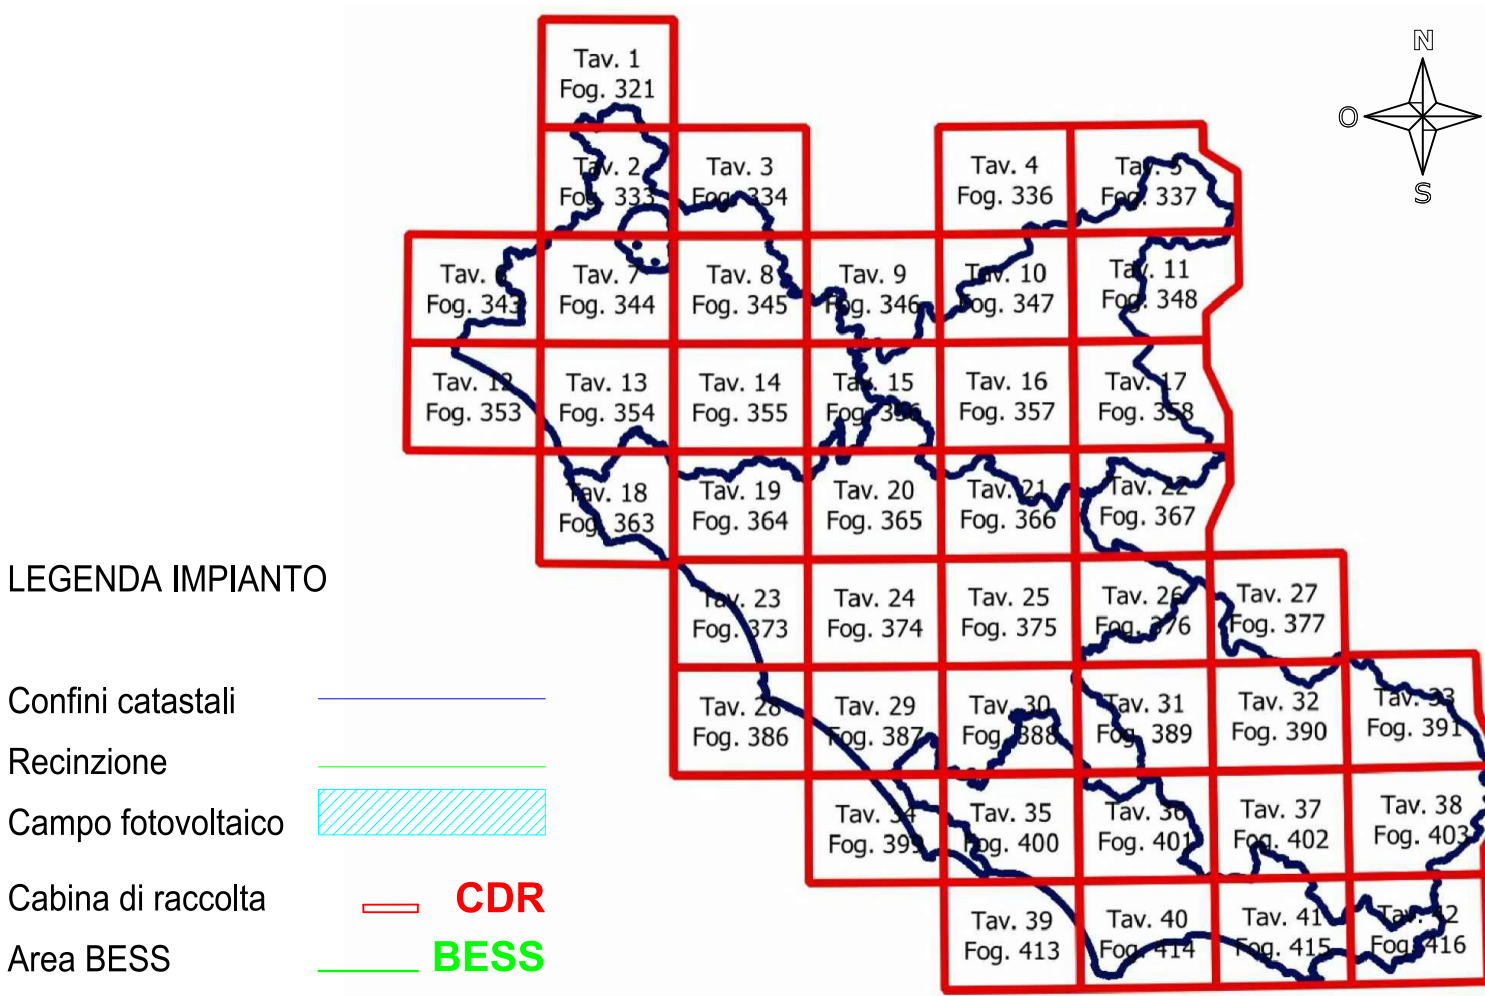 Tav. 1
Fog. 321
Tav. 2
Fog. 333
Tav. 3
Fog. 334
Tav. 4
Fog. 336
Tav. 5
Fog. 337
N
O
S
Tav. 6
Fog. 343
Tav. 7
Fog. 344
Tav. 8
Fog. 345
Tav. 9
Fog. 346
Tav. 10
Fog. 347
Tav. 11
Fog. 348
Tav. 12
Fog. 353
Tav. 13
Fog. 354
Tav. 14
Fog. 355
Tav. 15
Fog. 356
Tav. 16
Fog. 357
Tav. 17
Fog. 358
Tav. 18
Fog. 363
Tav. 19
Fog. 364
Tav. 20
Fog. 365
Tav. 21
Fog. 366
Tav. 22
Fog. 367
Tav. 23
Fog. 373
Tav. 24
Fog. 374
Tav. 25
Fog. 375
Tav. 26
Fog. 376
Tav. 27
Fog. 377
Tav. 28
Fog. 386
Tav. 29
Fog. 387
Tav. 30
Fog. 388
Tav. 31
Fog. 389
Tav. 32
Fog. 390
Tav. 33
Fog. 391
Tav. 34
Fog. 399
Tav. 35
Fog. 400
Tav. 36
Fog. 401
Tav. 37
Fog. 402
Tav. 38
Fog. 403
Tav. 39
Fog. 413
Tav. 40
Fog. 414
Tav. 41
Fog. 415
Tav. 42
Fog. 416
LEGENDA IMPIANTO
Confini catastali
Recinzione
Campo fotovoltaico
Cabina di raccolta CDR
Area BESS BESS